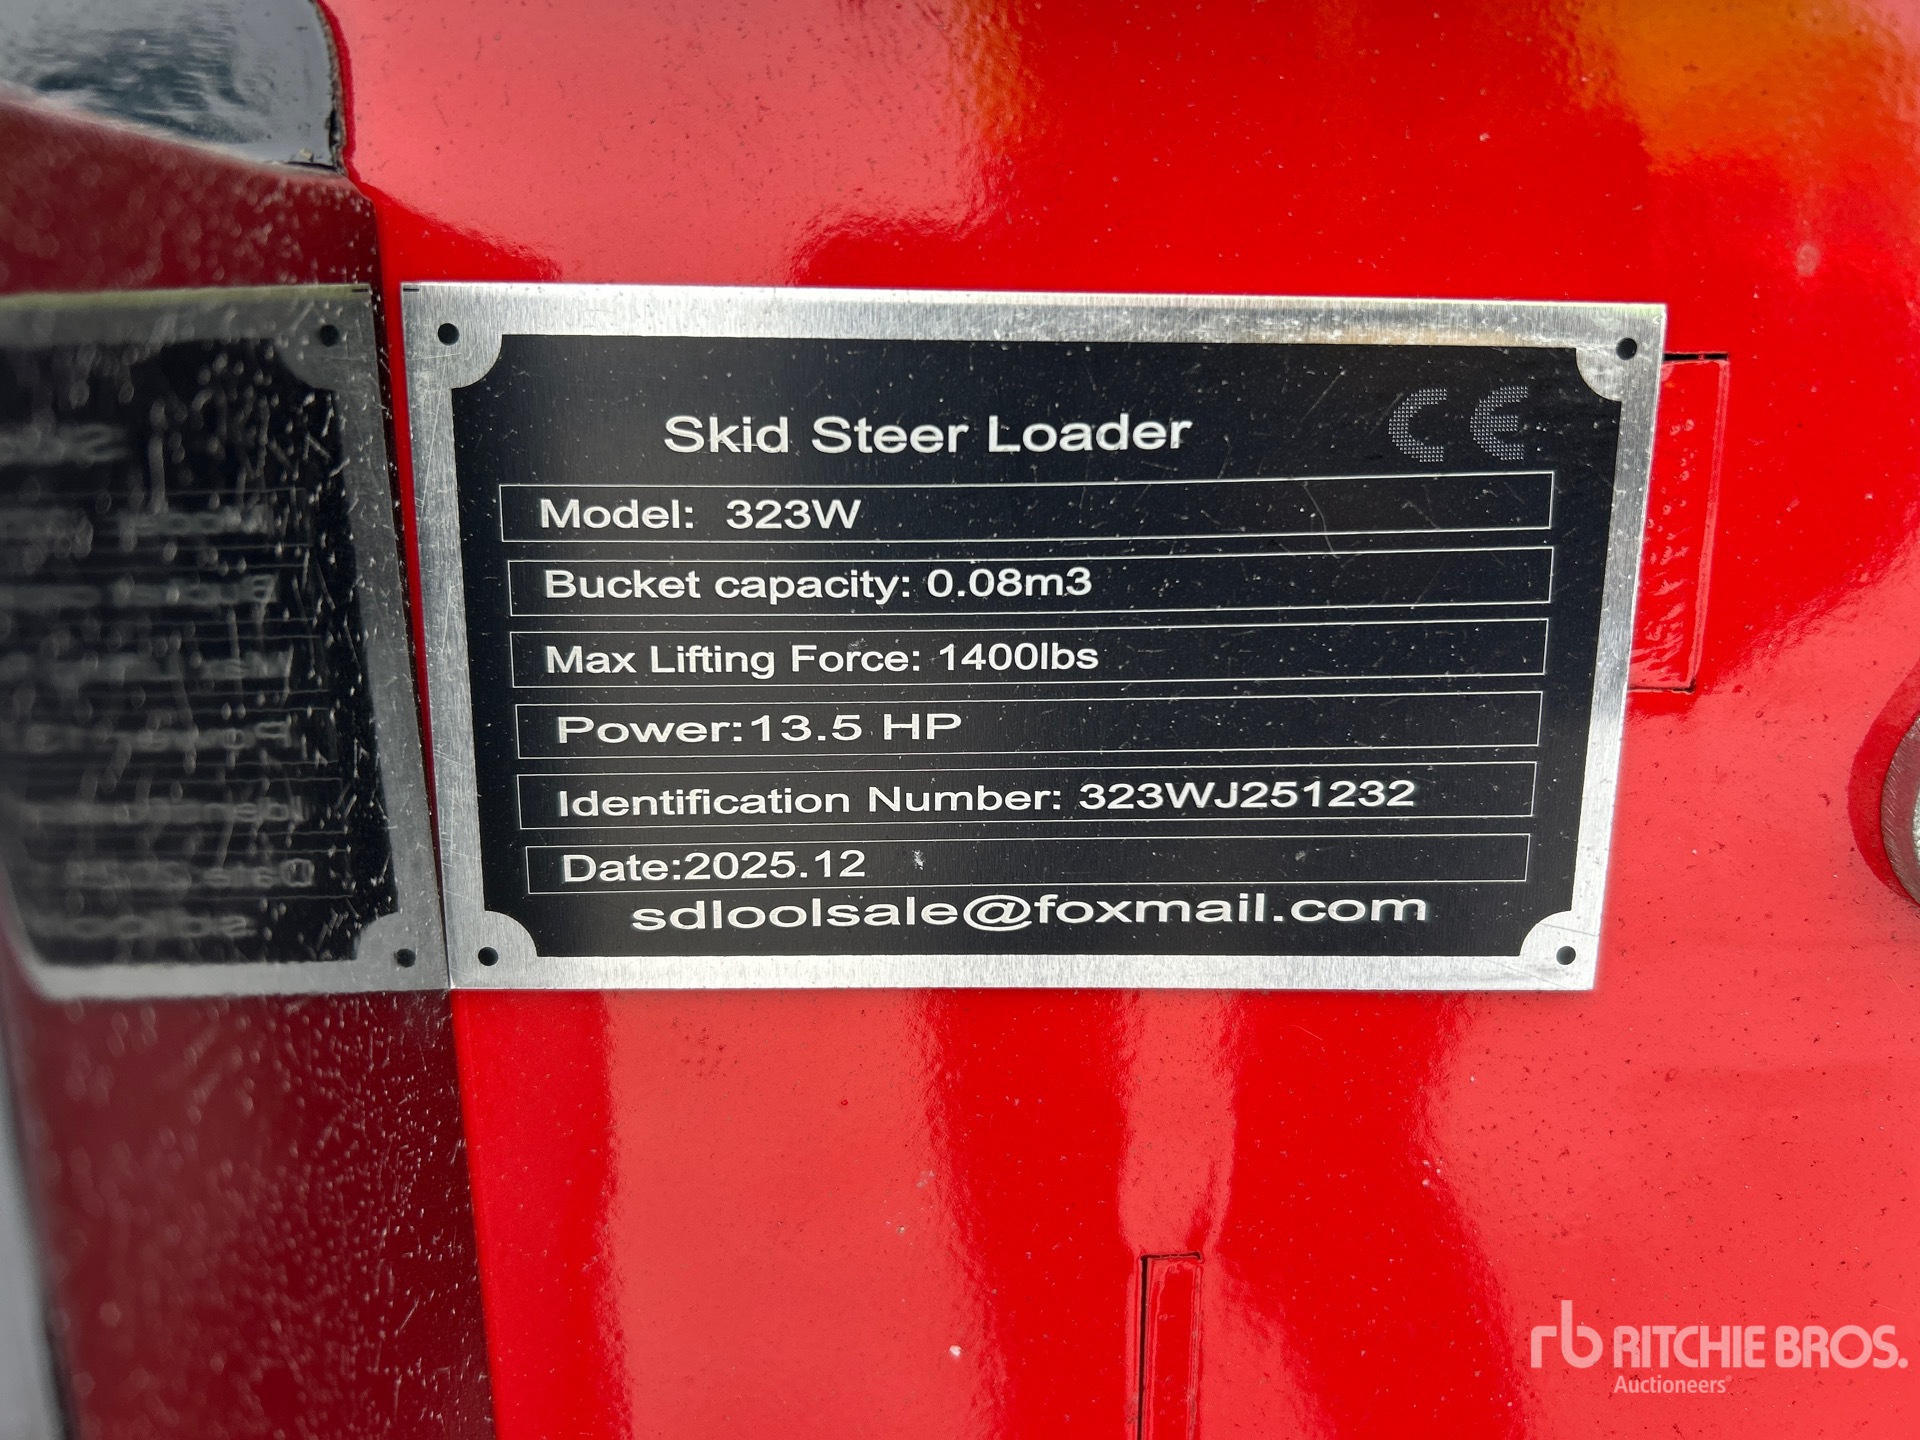 Skid Steer Loader CE
Model: 323W
Bucket capacity: 0.08m3
Max Lifting Force: 1400lbs
Power:13.5 HP
Identification Number: 323WJ251232
Date:2025.12
sdloolsale@foxmail.com
rb RITCHIE BROS.
Auctioneers